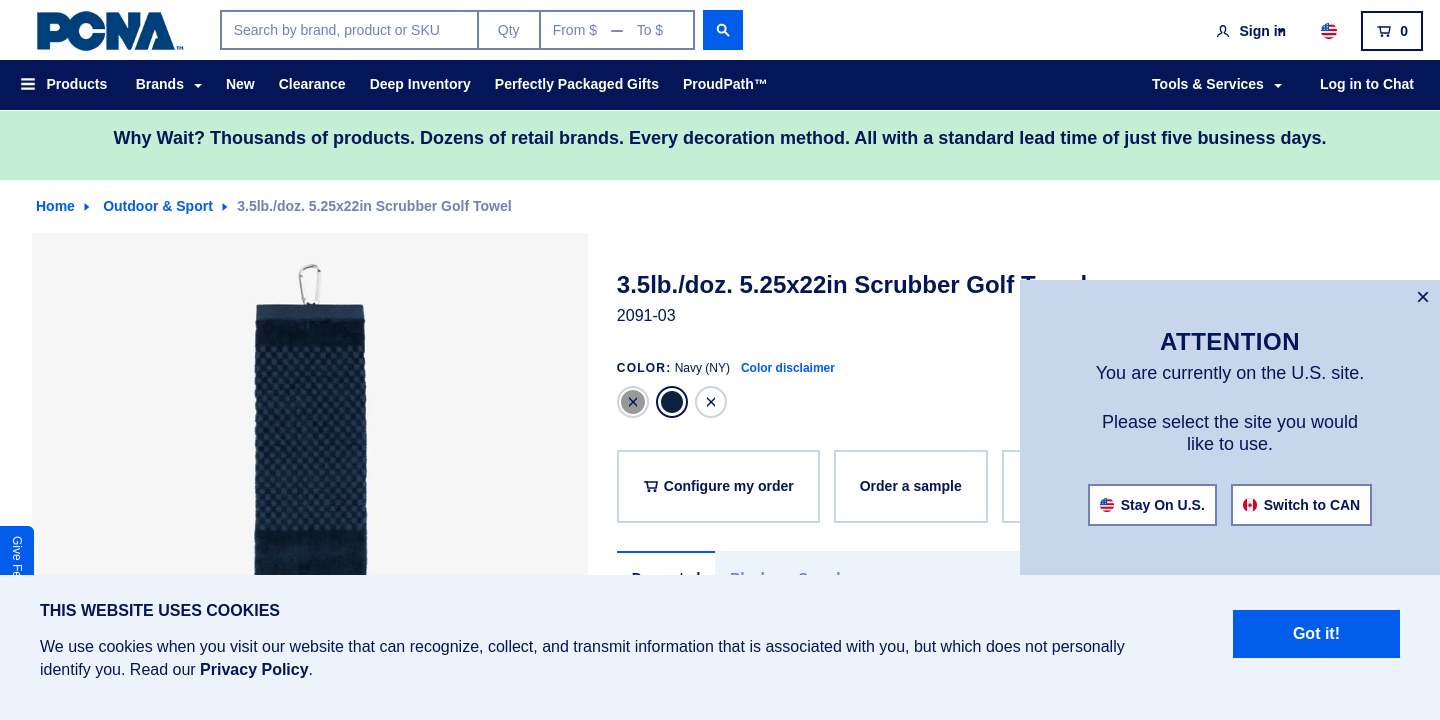 PCNA™
Search by brand, product or SKU
Qty
From $ — To $
Sign in
0
Products
Brands
New
Clearance
Deep Inventory
Perfectly Packaged Gifts
ProudPath™
Tools & Services
Log in to Chat
Why Wait? Thousands of products. Dozens of retail brands. Every decoration method. All with a standard lead time of just five business days.
Home
Outdoor & Sport
3.5lb./doz. 5.25x22in Scrubber Golf Towel
3.5lb./doz. 5.25x22in Scrubber Golf Towel
2091-03
COLOR: Navy (NY) Color disclaimer
Configure my order
Order a sample
ATTENTION
You are currently on the U.S. site.
Please select the site you would
like to use.
Stay On U.S.
Switch to CAN
Give Fe
THIS WEBSITE USES COOKIES
We use cookies when you visit our website that can recognize, collect, and transmit information that is associated with you, but which does not personally
identify you. Read our Privacy Policy.
Got it!